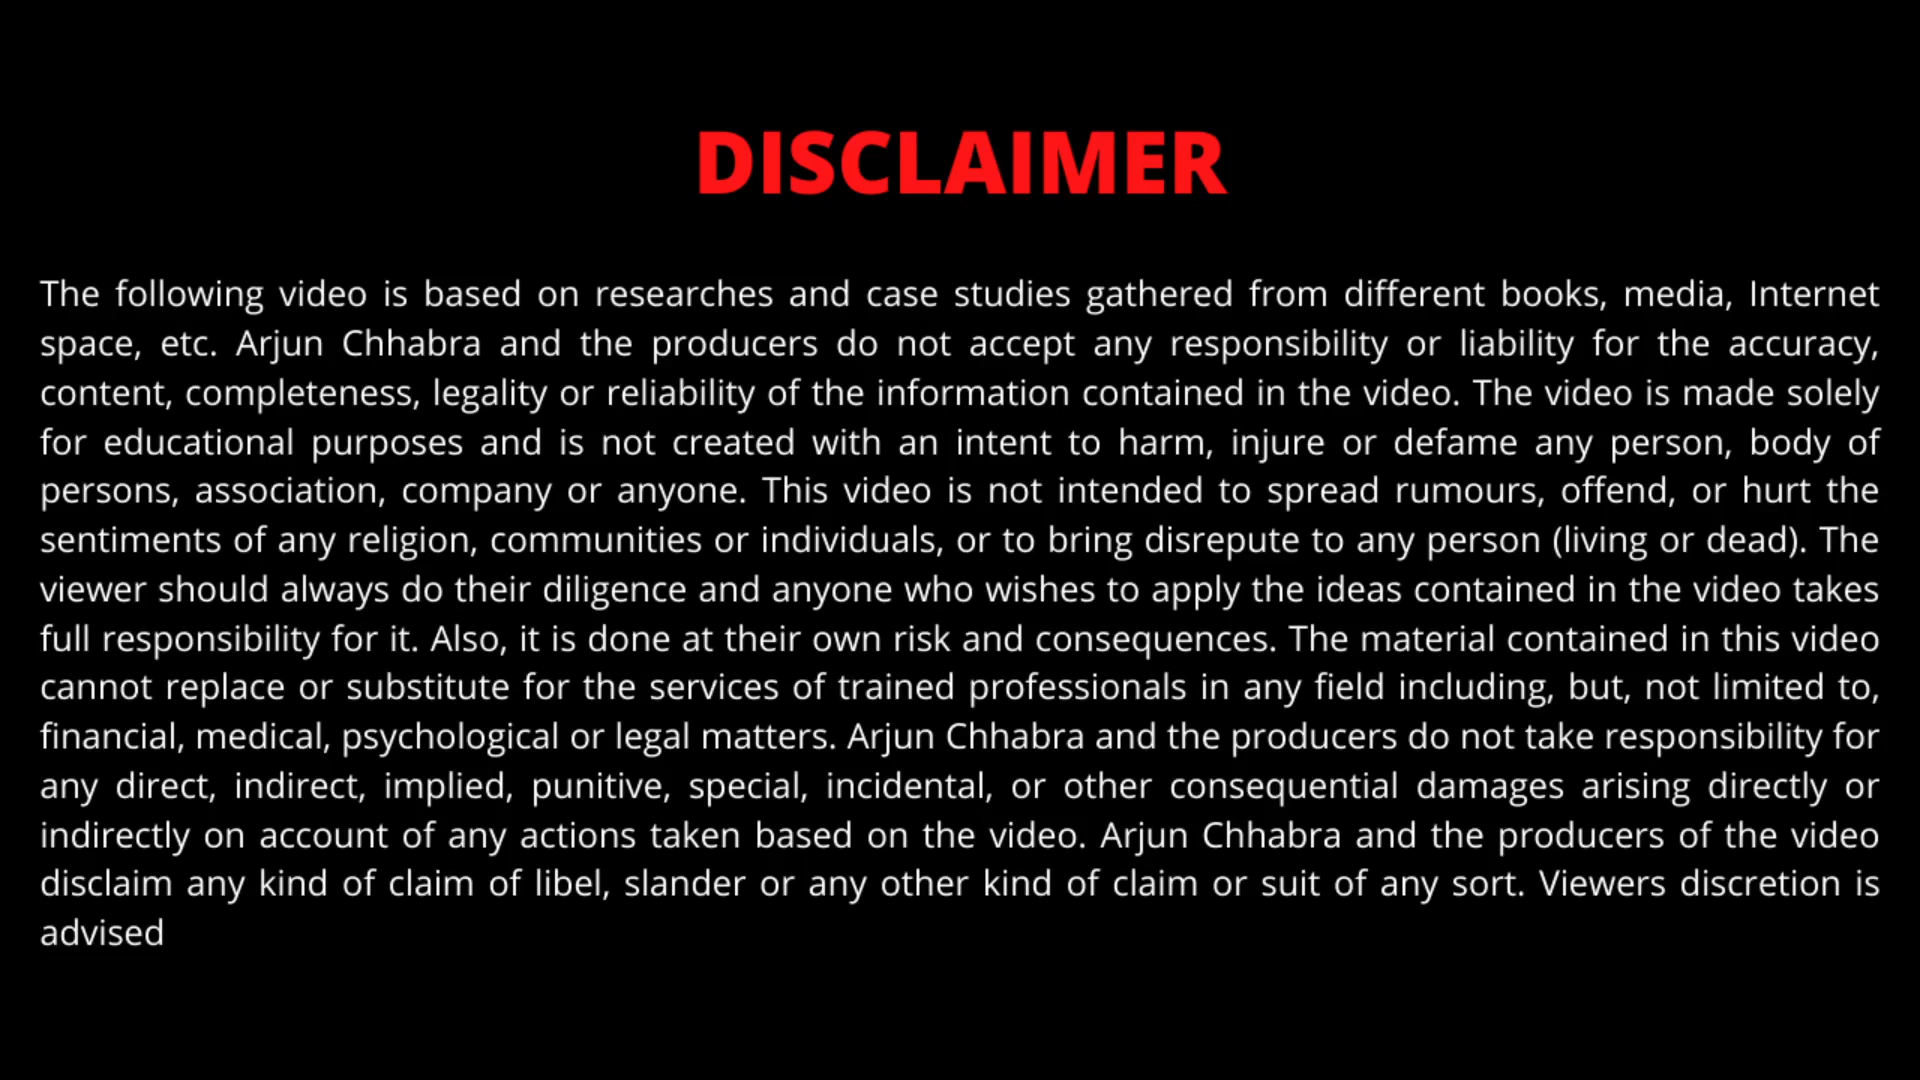 DISCLAIMER
The following video is based on researches and case studies gathered from different books, media, Internet
space, etc. Arjun Chhabra and the producers do not accept any responsibility or liability for the accuracy,
content, completeness, legality or reliability of the information contained in the video. The video is made solely
for educational purposes and is not created with an intent to harm, injure or defame any person, body of
persons, association, company or anyone. This video is not intended to spread rumours, offend, or hurt the
sentiments of any religion, communities or individuals, or to bring disrepute to any person (living or dead). The
viewer should always do their diligence and anyone who wishes to apply the ideas contained in the video takes
full responsibility for it. Also, it is done at their own risk and consequences. The material contained in this video
cannot replace or substitute for the services of trained professionals in any field including, but, not limited to,
financial, medical, psychological or legal matters. Arjun Chhabra and the producers do not take responsibility for
any direct, indirect, implied, punitive, special, incidental, or other consequential damages arising directly or
indirectly on account of any actions taken based on the video. Arjun Chhabra and the producers of the video
disclaim any kind of claim of libel, slander or any other kind of claim or suit of any sort. Viewers discretion is
advised